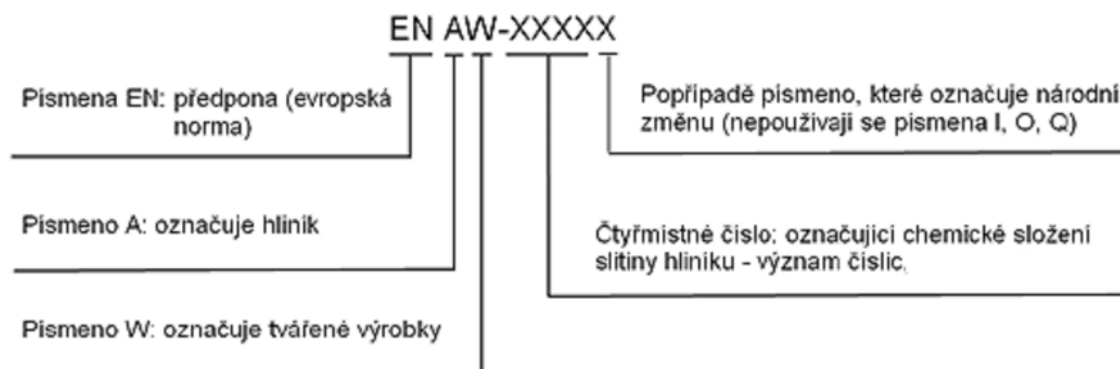 EN AW-XXXXX
Písmena EN: předpona (evropská
norma)
Popřípadě písmeno, které označuje národní
změnu (nepoužívají se písmena I, O, Q)
Písmeno A: označuje hliník
Čtyřmístné číslo: označující chemické složení
slitiny hliníku - význam číslic,
Písmeno W: označuje tvářené výrobky